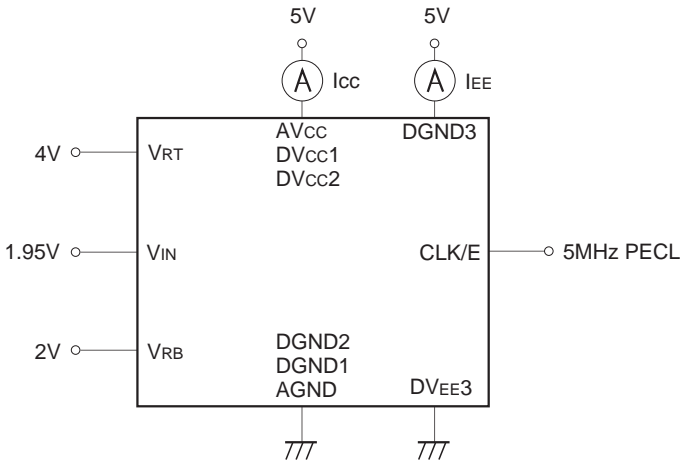 5V 5V
A Icc A IEE
AVcc DGND3
4V VRT DVcc1
DVcc2
1.95V VIN CLK/E 5MHz PECL
DGND2
2V VRB DGND1
AGND DVEE3